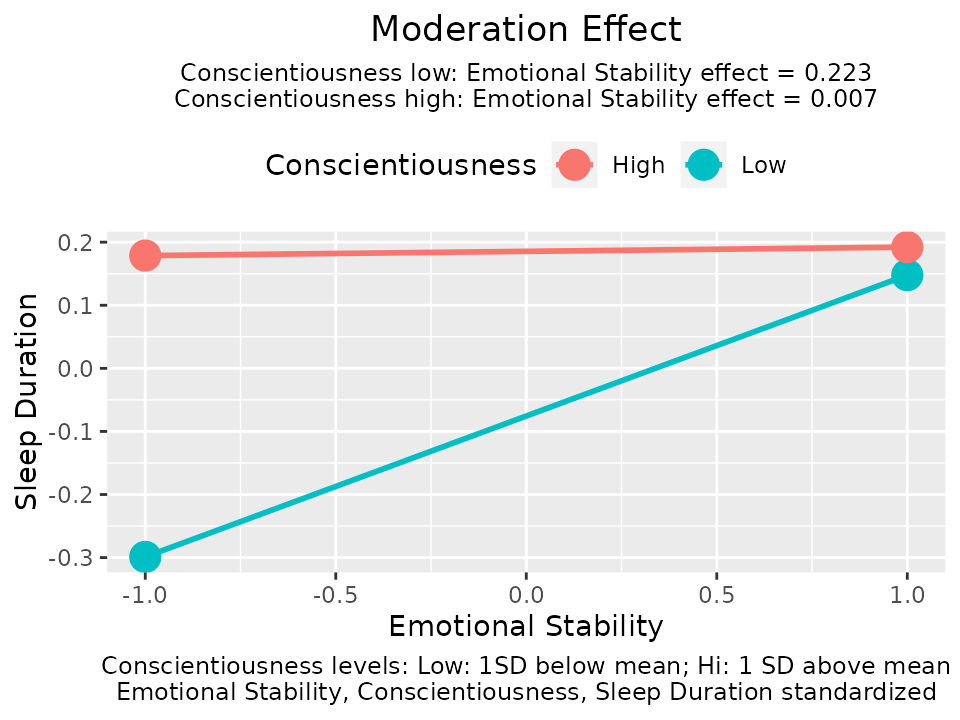 Moderation Effect
Conscientiousness low: Emotional Stability effect = 0.223
Conscientiousness high: Emotional Stability effect = 0.007
Conscientiousness High Low
Sleep Duration
0.2
0.1
0.0
-0.1
-0.2
-0.3
-1.0 -0.5 0.0 0.5 1.0
Emotional Stability
Conscientiousness levels: Low: 1SD below mean; Hi: 1 SD above mean
Emotional Stability, Conscientiousness, Sleep Duration standardized